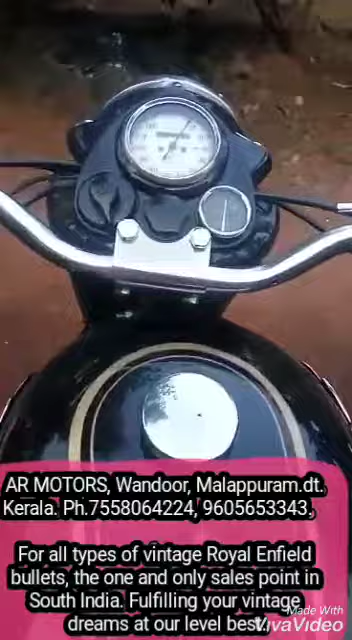 AR MOTORS, Wandoor, Malappuram.dt.
Kerala. Ph.7558064224, 9605653343.
For all types of vintage Royal Enfield
bullets, the one and only sales point in
South India. Fulfilling your vintage
dreams at our level best.
Made With
VivaVideo